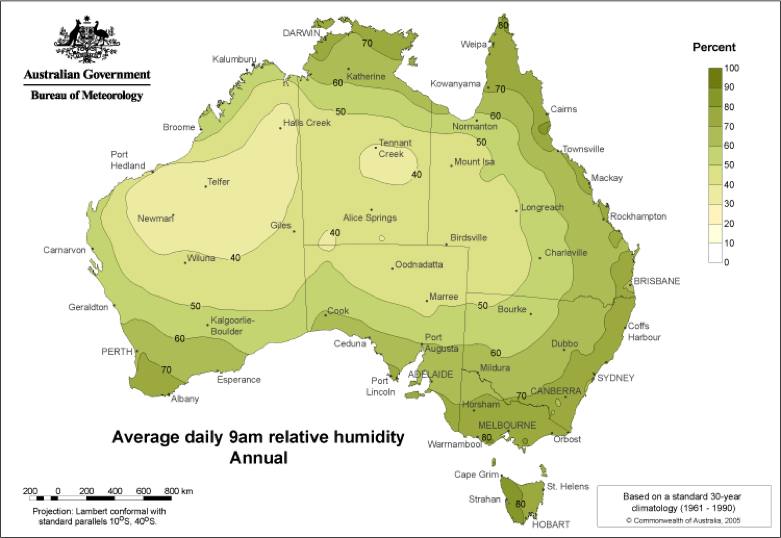 Australian Government
Bureau of Meteorology
Percent
100
90
80
70
60
50
40
30
20
10
0
DARWIN
70
Katherine
Kalumburu
60
50
Halls Creek
Broome
Port
Hedland
Telfer
Newman
Giles
40
Wiluna
Carnarvon
Geraldton
50
Kalgoorlie-
Boulder
60
PERTH
70
Esperance
Albany
80
Weipa
Kowanyama
70
60
Cairns
Normanton
50
Townsville
Tennant
Creek
40
Mount Isa
Mackay
Alice Springs
Longreach
Rockhampton
40
Birdsville
Charleville
Oodnadatta
BRISBANE
Marree
50
Bourke
Cook
Coffs
Harbour
Ceduna
Port
Augusta
60
Dubbo
Mildura
ADELAIDE
Port
Lincoln
SYDNEY
CANBERRA
70
Horsham
MELBOURNE
Warrnambool
80
Orbost
Cape Grim
St. Helens
Strahan
80
HOBART
Average daily 9am relative humidity
Annual
200 0 200 400 600 800 km
Projection: Lambert conformal with
standard parallels 10°S, 40°S.
Based on a standard 30-year
climatology (1961 - 1990)
© Commonwealth of Australia, 2005